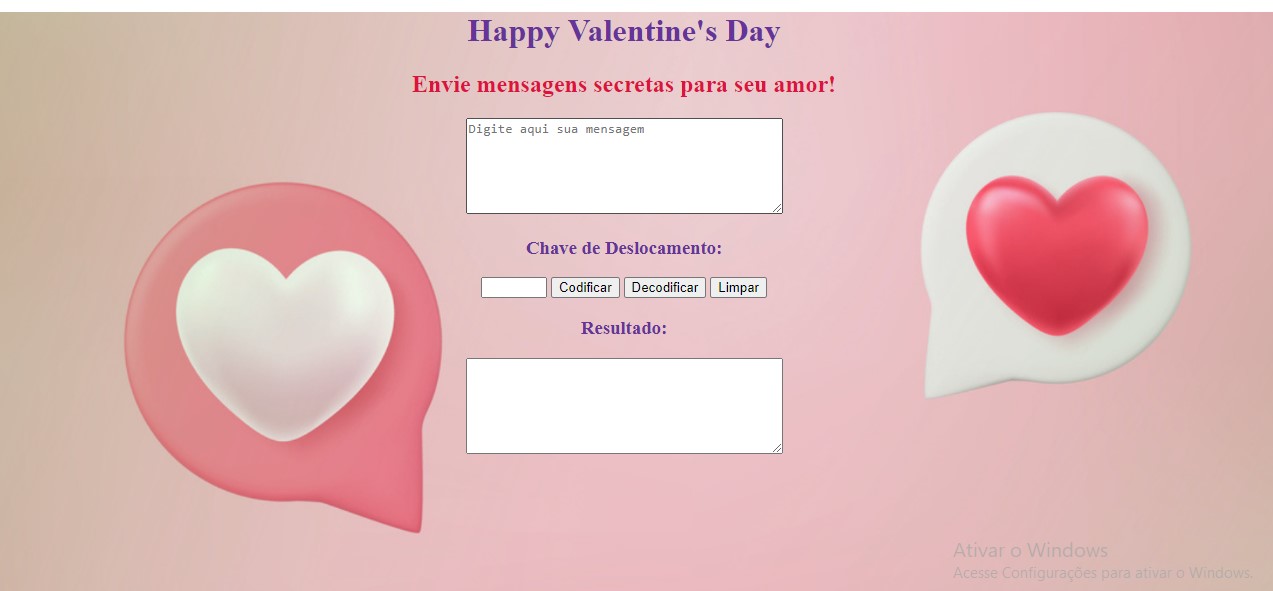 Happy Valentine's Day
Envie mensagens secretas para seu amor!
Digite aqui sua mensagem
Chave de Deslocamento:
Codificar Decodificar Limpar
Resultado:
Ativar o Windows
Acesse Configurações para ativar o Windows.